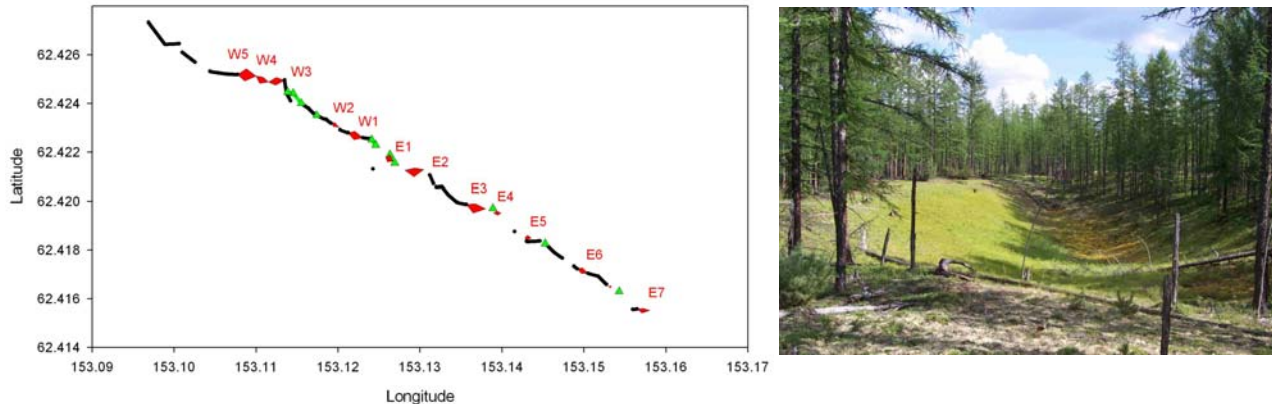 62.426
62.424
62.422
62.420
62.418
62.416
62.414
Latitude
W5
W4
W3
W2
W1
E1
E2
E3
E4
E5
E6
E7
153.09 153.10 153.11 153.12 153.13 153.14 153.15 153.16 153.17
Longitude